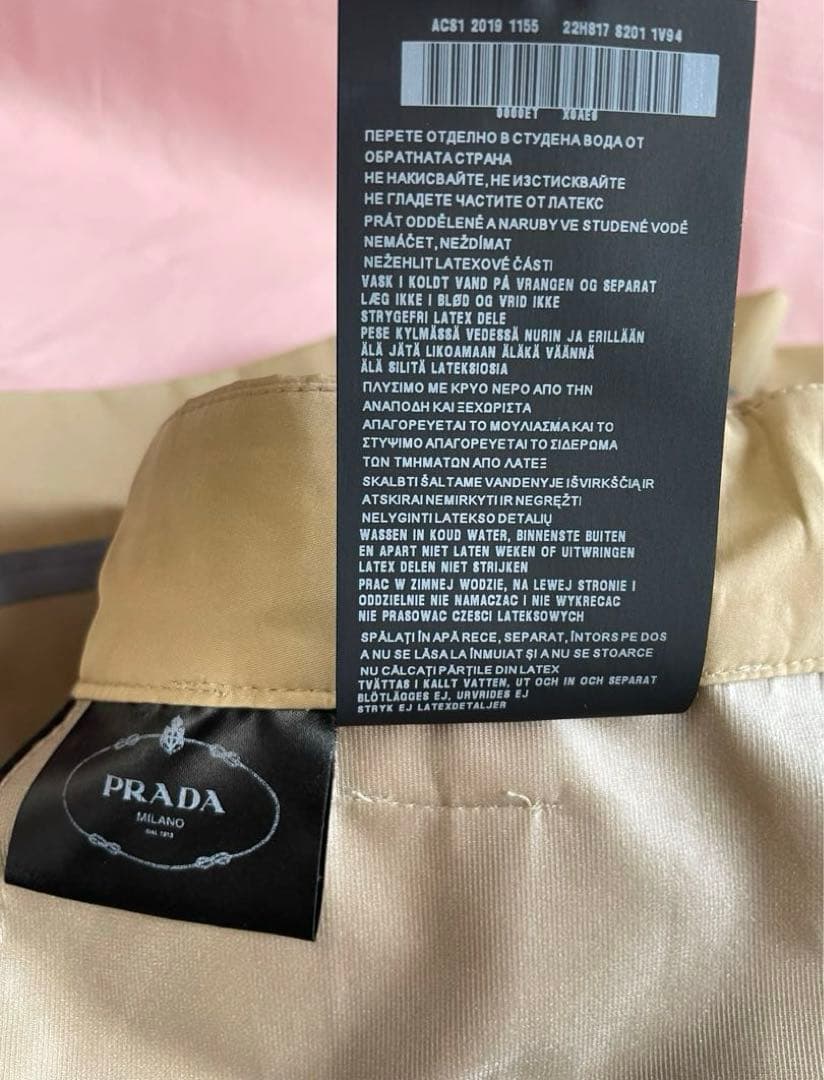 ACS1 2019 1155 22H817 S201 1V94
ПЕРЕТЕ ОТДЕЛНО В СТУДЕНА ВОДА ОТ
ОБРАТНАТА СТРАНА
НЕ НАКИСВАЙТЕ, НЕ ИЗСТИСКВАЙТЕ
НЕ ГЛАДЕТЕ ЧАСТИТЕ ОТ ЛАТЕКС
PRÁT ODDĚLENĚ A NARUBY VE STUDENÉ VODĚ
NEMÁČET, NEŽDÍMAT
NEŽEHLIT LATEXOVÉ ČÁSTI
VASK I KOLDT VAND PÅ VRANGEN OG SEPARAT
LÆG IKKE I BLØD OG VRID IKKE
STRYGEFRI LATEX DELE
PESE KYLMÄSSÄ VEDESSÄ NURIN JA ERILLÄÄN
ÄLÄ JÄTÄ LIKOAMAAN ÄLÄKÄ VÄÄNNÄ
ÄLÄ SILITÄ LATEKSIOSIA
ΠΛΥΣΙΜΟ ΜΕ ΚΡΥΟ ΝΕΡΟ ΑΠΟ ΤΗΝ
ΑΝΑΠΟΔΗ ΚΑΙ ΞΕΧΩΡΙΣΤΑ
ΑΠΑΓΟΡΕΥΕΤΑΙ ΤΟ ΜΟΥΛΙΑΣΜΑ ΚΑΙ ΤΟ
ΣΤΥΨΙΜΟ ΑΠΑΓΟΡΕΥΕΤΑΙ ΤΟ ΣΙΔΕΡΩΜΑ
ΤΩΝ ΤΜΗΜΑΤΩΝ ΑΠΟ ΛΑΤΕΞ
SKALBTI ŠALTAME VANDENYJE IŠVIRKŠČIĄ IR
ATSKIRAI NEMIRKYTI IR NEGRĘŽTI
NELYGINTI LATEKSO DETALIŲ
WASSEN IN KOUD WATER, BINNENSTE BUITEN
EN APART NIET LATEN WEKEN OF UITWRINGEN
LATEX DELEN NIET STRIJKEN
PRAC W ZIMNEJ WODZIE, NA LEWEJ STRONIE I
ODDZIELNIE NIE NAMACZAC I NIE WYKRECAC
NIE PRASOWAC CZESCI LATEKSOWYCH
SPĂLAȚI ÎN APĂ RECE, SEPARAT, ÎNTORS PE DOS
A NU SE LĂSA LA ÎNMUIAT ȘI A NU SE STOARCE
NU CĂLCAȚI PĂRȚILE DIN LATEX
TVÄTTAS I KALLT VATTEN, UT OCH IN OCH SEPARAT
BLÖTLÄGGES EJ, URVRIDES EJ
STRYK EJ LATEXDETALJER
PRADA
MILANO
DAL 1913